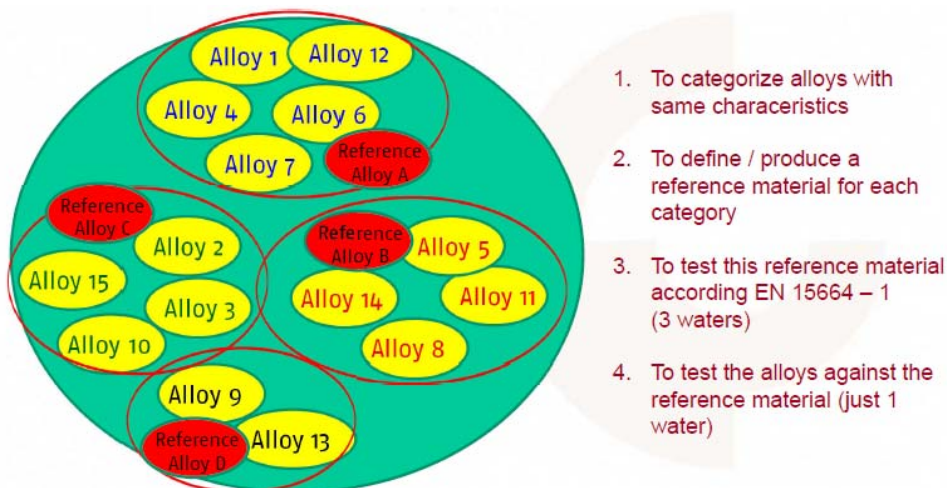 Alloy 1
Alloy 12
Alloy 4
Alloy 6
Alloy 7
Reference
Alloy A
Reference
Alloy C
Alloy 2
Alloy 15
Alloy 3
Alloy 10
Reference
Alloy B
Alloy 5
Alloy 14
Alloy 11
Alloy 8
Alloy 9
Reference
Alloy D
Alloy 13
1. To categorize alloys with
same characeristics
2. To define / produce a
reference material for each
category
3. To test this reference material
according EN 15664 – 1
(3 waters)
4. To test the alloys against the
reference material (just 1
water)